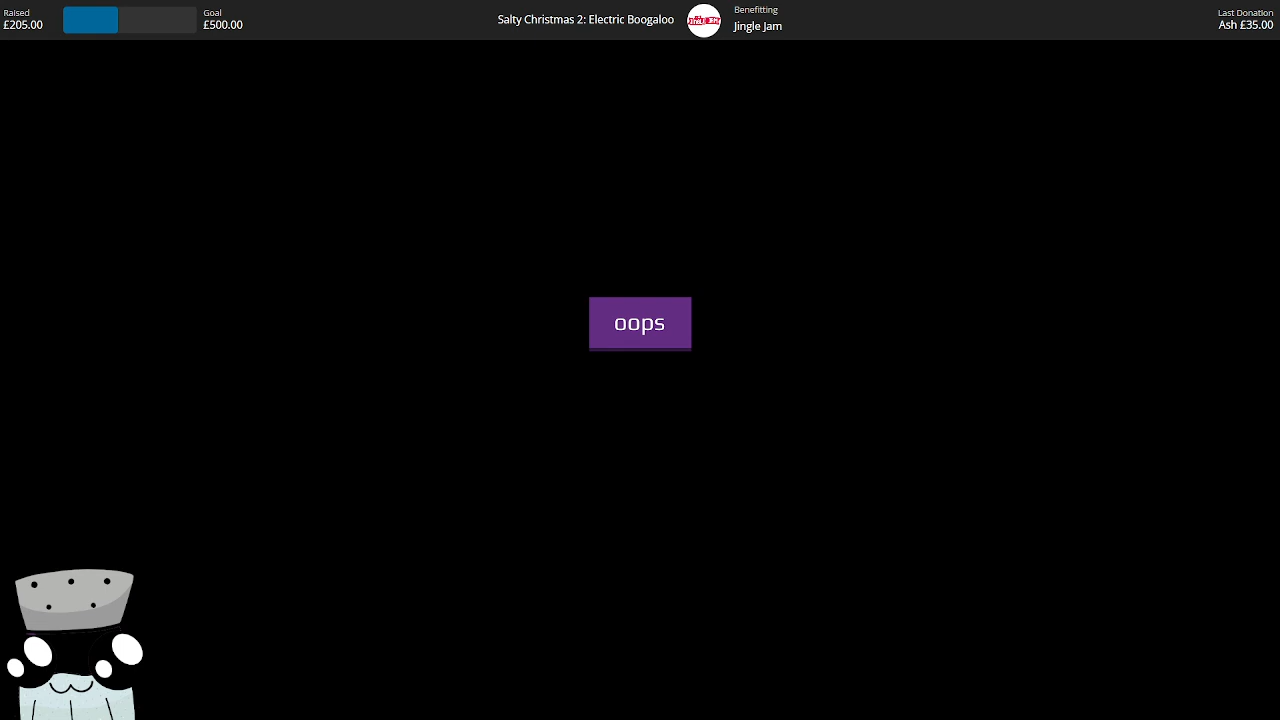 Raised
£205.00
Goal
£500.00
Salty Christmas 2: Electric Boogaloo
Benefitting
Jingle Jam
Last Donation
Ash £35.00
oops